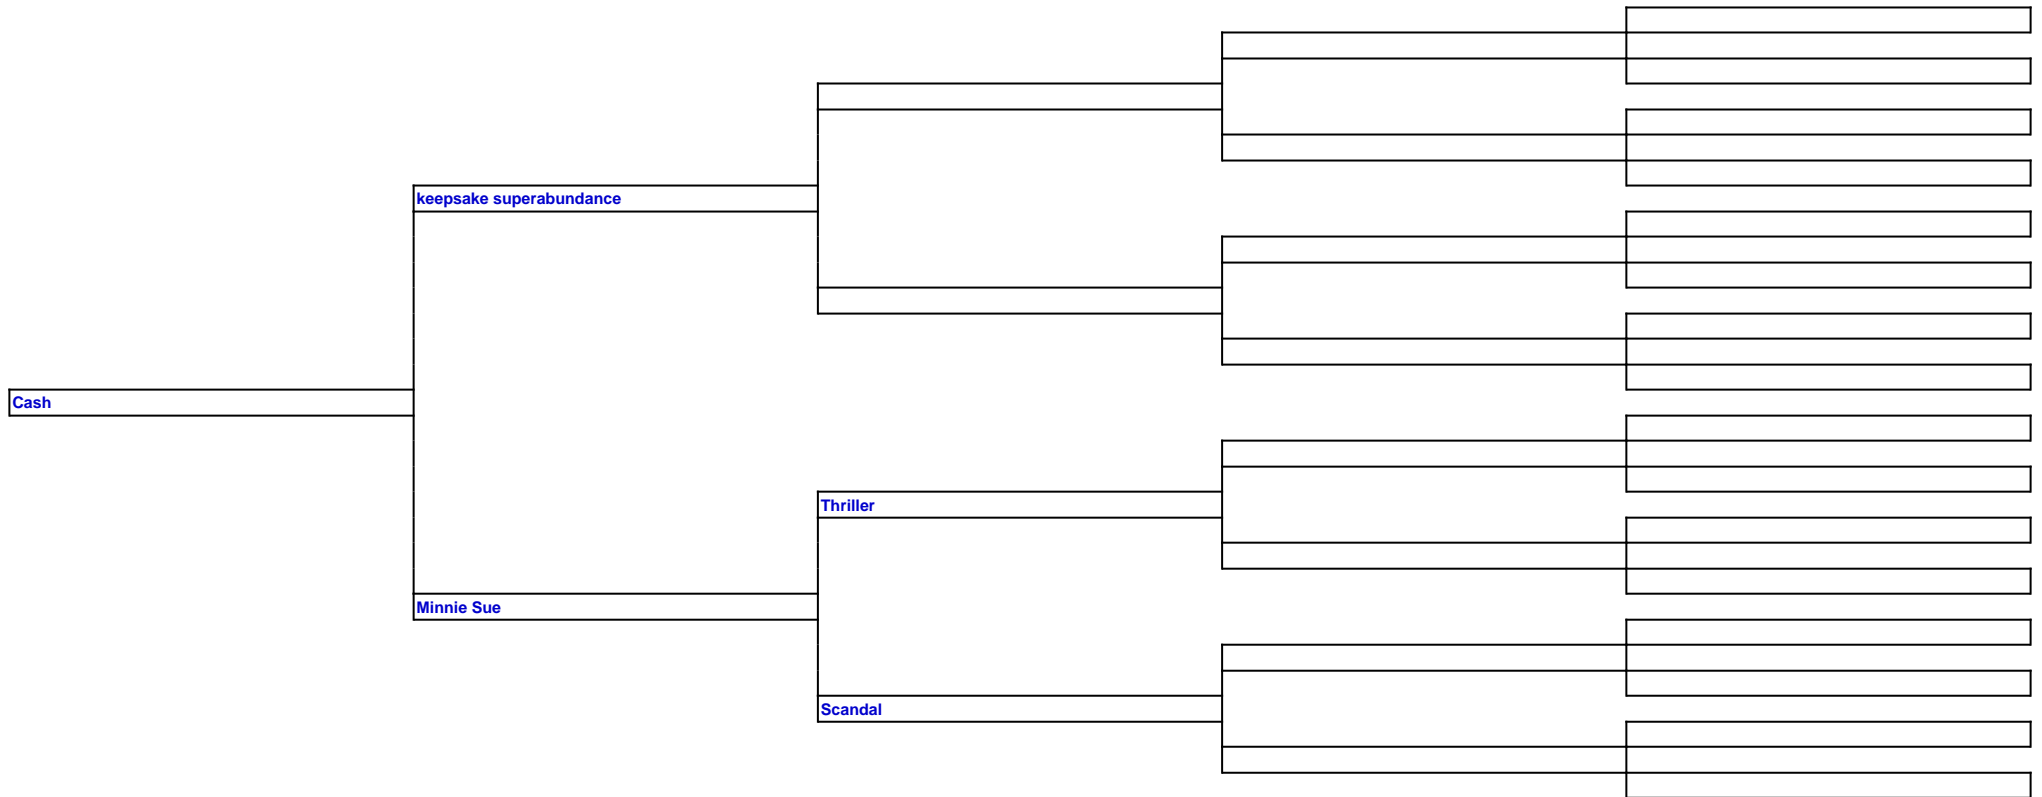 keepsake superabundance
Cash
Thriller
Minnie Sue
Scandal